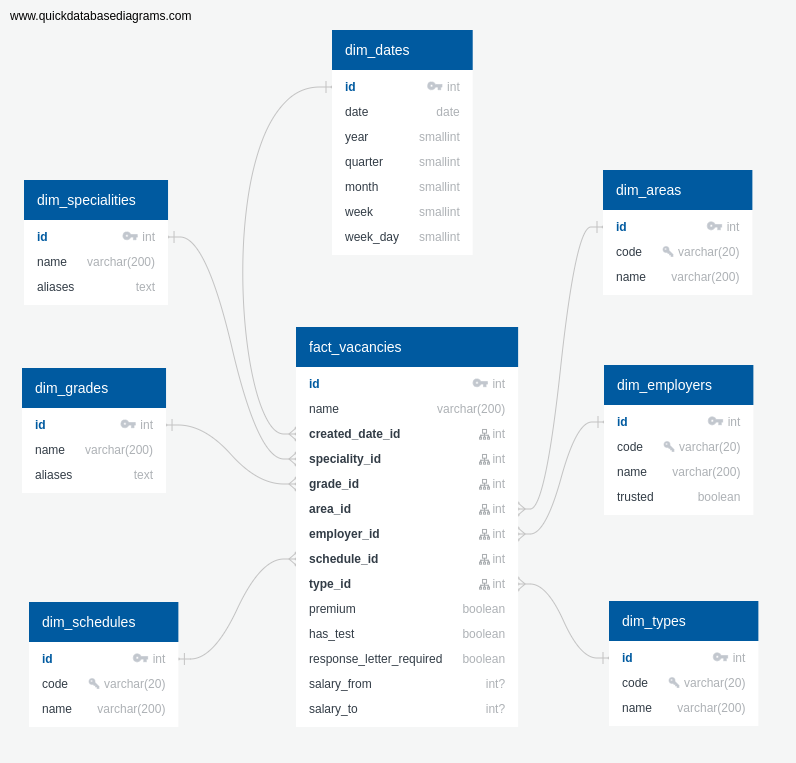 www.quickdatabasediagrams.com
dim_dates
id int
date date
year smallint
quarter smallint
month smallint
week smallint
week_day smallint
dim_specialities
id int
name varchar(200)
aliases text
dim_areas
id int
code varchar(20)
name varchar(200)
fact_vacancies
id int
name varchar(200)
created_date_id int
speciality_id int
grade_id int
area_id int
employer_id int
schedule_id int
type_id int
premium boolean
has_test boolean
response_letter_required boolean
salary_from int?
salary_to int?
dim_grades
id int
name varchar(200)
aliases text
dim_employers
id int
code varchar(20)
name varchar(200)
trusted boolean
dim_schedules
id int
code varchar(20)
name varchar(200)
dim_types
id int
code varchar(20)
name varchar(200)